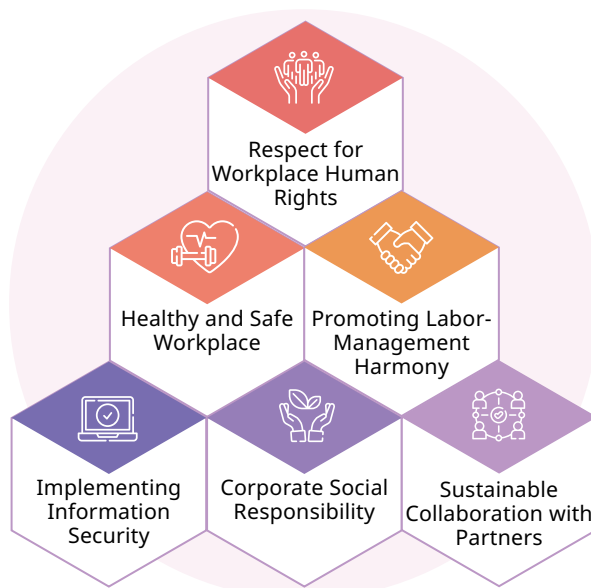 Respect for
Workplace Human
Rights
Healthy and Safe
Workplace
Promoting Labor-
Management
Harmony
Implementing
Information
Security
Corporate Social
Responsibility
Sustainable
Collaboration with
Partners